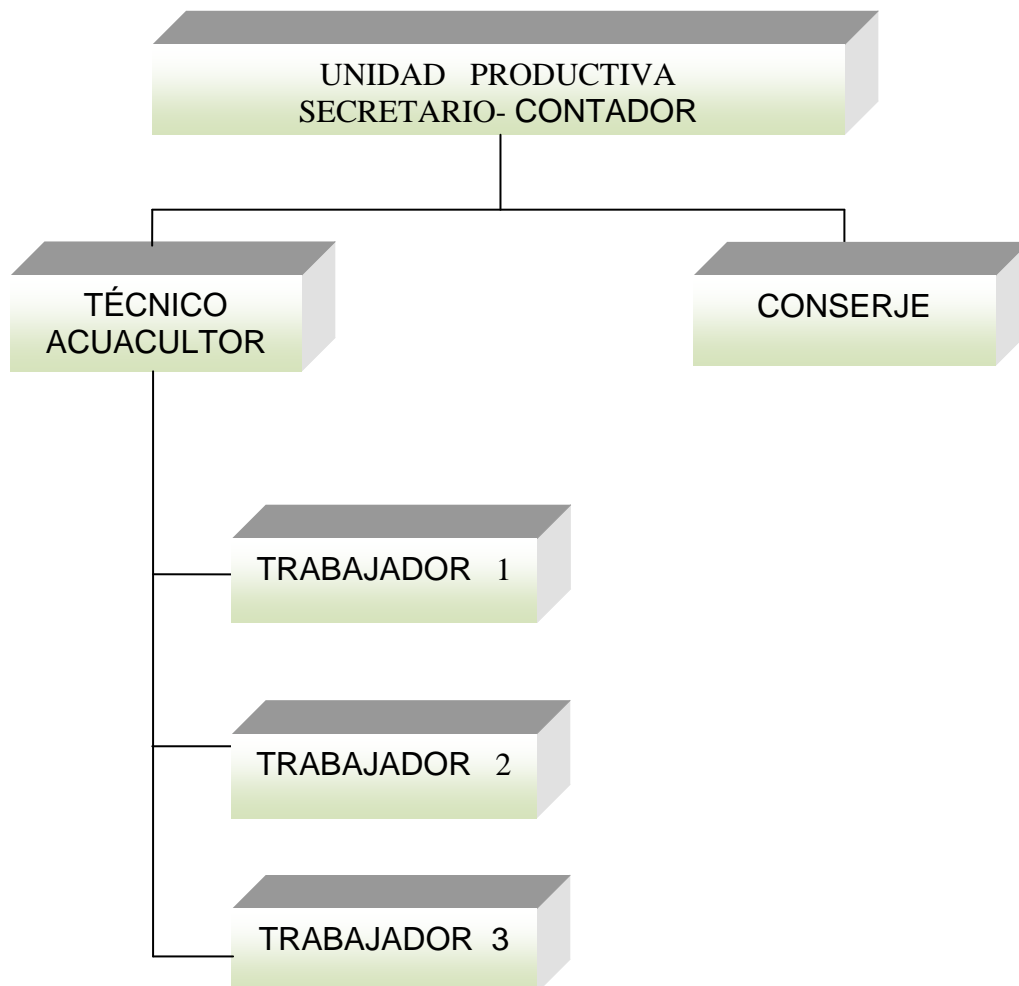 UNIDAD PRODUCTIVA
SECRETARIO- CONTADOR
TÉCNICO
ACUACULTOR
CONSERJE
TRABAJADOR 1
TRABAJADOR 2
TRABAJADOR 3